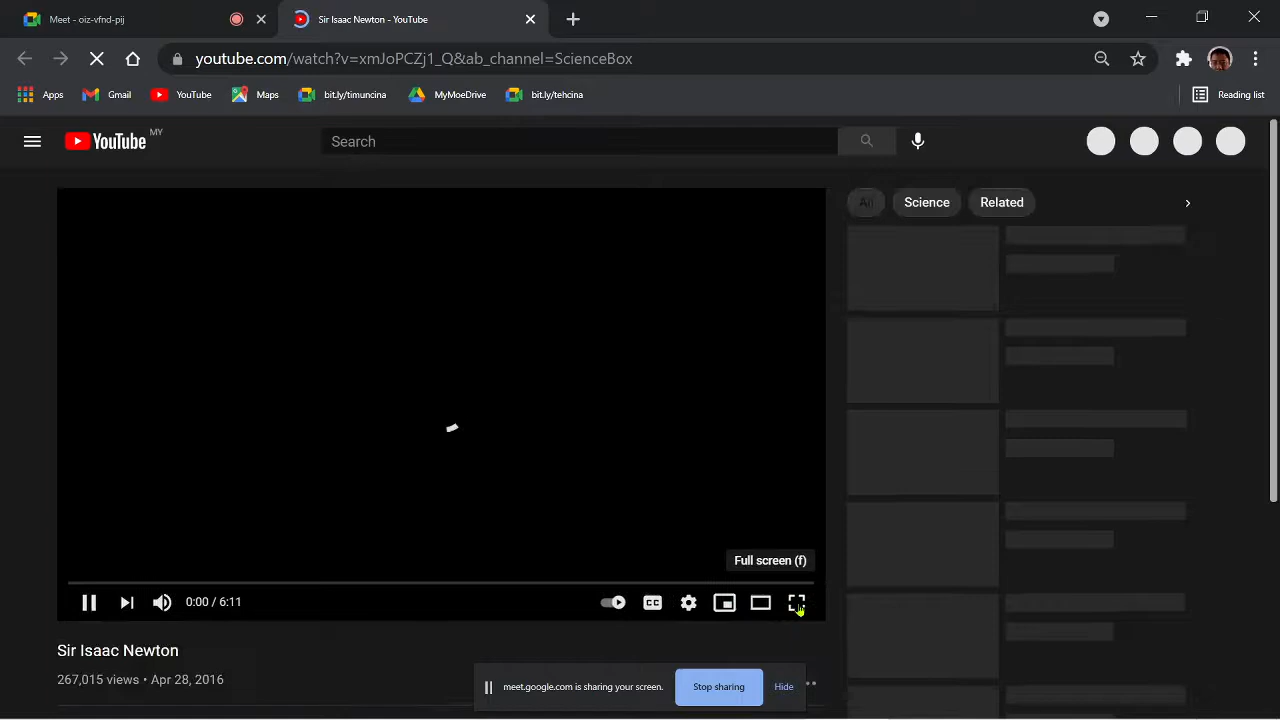 Meet - oiz-vfnd-pij
Sir Isaac Newton - YouTube
youtube.com/watch?v=xmJoPCZj1_Q&ab_channel=ScienceBox
Apps Gmail YouTube Maps bit.ly/timuncina MyMoeDrive bit.ly/tehcina Reading list
YouTube MY
Search
All Science Related
Full screen (f)
CC
0:00 / 6:11
Sir Isaac Newton
267,015 views • Apr 28, 2016
meet.google.com is sharing your screen. Stop sharing Hide